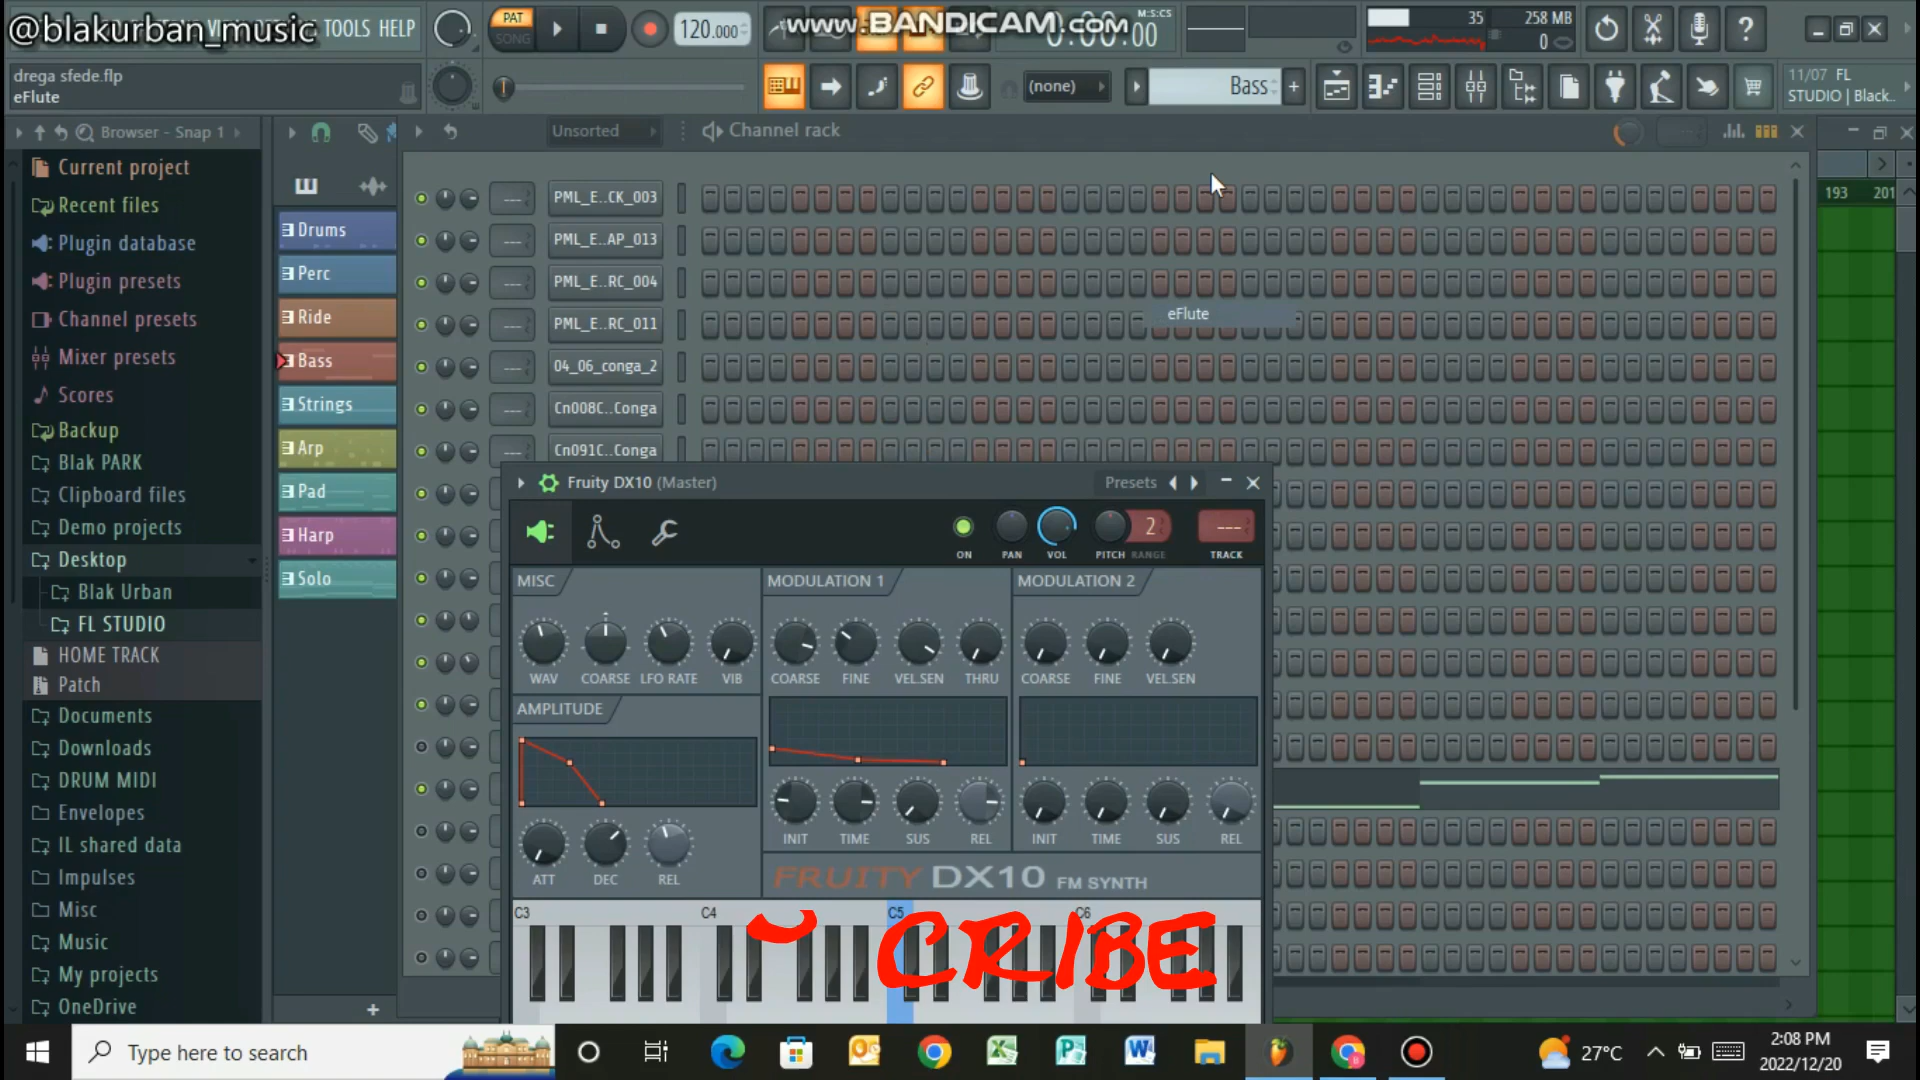 @blakurban_music TOOLS HELP
PAT
SONG
120.000
www.BANDICAM.com
M:S:CS
0:00.00
35
258 MB
0
drega sfede.flp
eFlute
(none)
Bass
11/07 FL
STUDIO | Black..
Browser - Snap 1
Unsorted
Channel rack
Current project
Recent files
Plugin database
Plugin presets
Channel presets
Mixer presets
Scores
Backup
Blak PARK
Clipboard files
Demo projects
Desktop
Blak Urban
FL STUDIO
HOME TRACK
Patch
Documents
Downloads
DRUM MIDI
Envelopes
IL shared data
Impulses
Misc
Music
My projects
OneDrive
Drums
Perc
Ride
Bass
Strings
Arp
Pad
Harp
Solo
PML_E..CK_003
PML_E..AP_013
PML_E..RC_004
PML_E..RC_011
04_06_conga_2
Cn008C..Conga
Cn091C..Conga
eFlute
193 201
Fruity DX10 (Master)
Presets
ON PAN VOL PITCH RANGE TRACK
2
MISC
WAV COARSE LFO RATE VIB
MODULATION 1
COARSE FINE VEL.SEN THRU
MODULATION 2
COARSE FINE VEL.SEN
AMPLITUDE
ATT DEC REL
INIT TIME SUS REL
INIT TIME SUS REL
FRUITY DX10 FM SYNTH
C3 C4 C5 C6
CRIBE
Type here to search
27°C
2:08 PM
2022/12/20